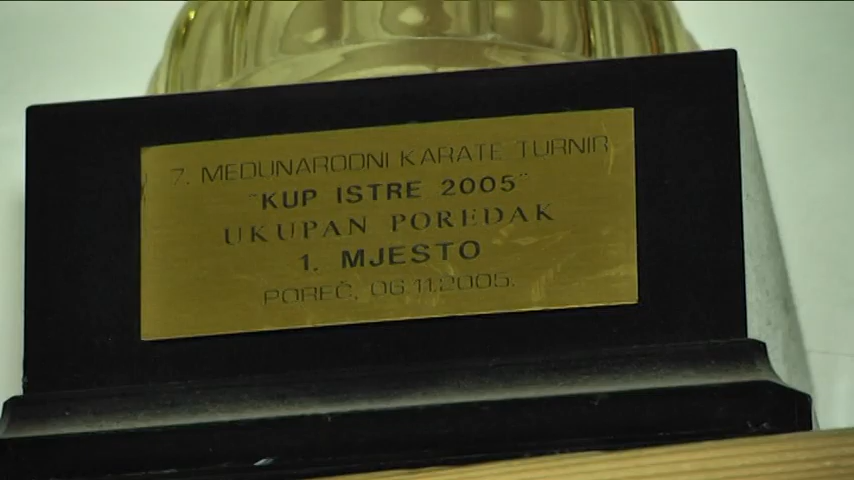 7. MEĐUNARODNI KARATE TURNIR
"KUP ISTRE 2005"
UKUPAN POREDAK
1. MJESTO
POREČ, 06.11.2005.